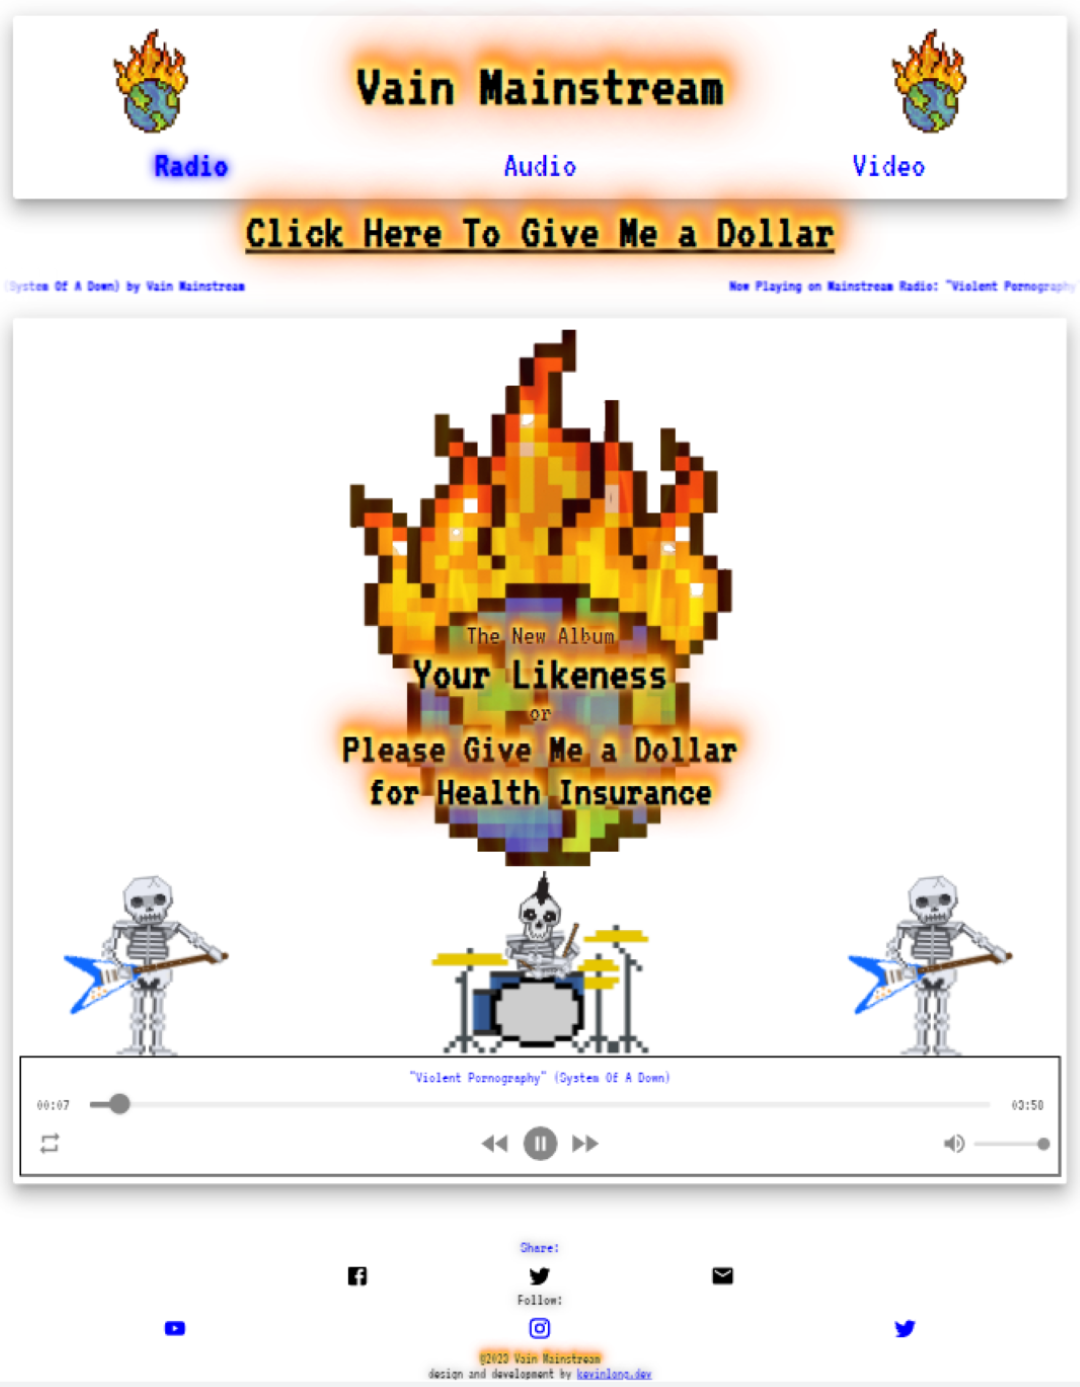 Vain Mainstream
Radio Audio Video
Click Here To Give Me a Dollar
(System Of A Down) by Vain Mainstream
Now Playing on Mainstream Radio: "Violent Pornography"
The New Album
Your Likeness
or
Please Give Me a Dollar
for Health Insurance
"Violent Pornography" (System Of A Down)
00:07
03:50
Share:
Follow:
@2023 Vain Mainstream
design and development by kevinlong.dev